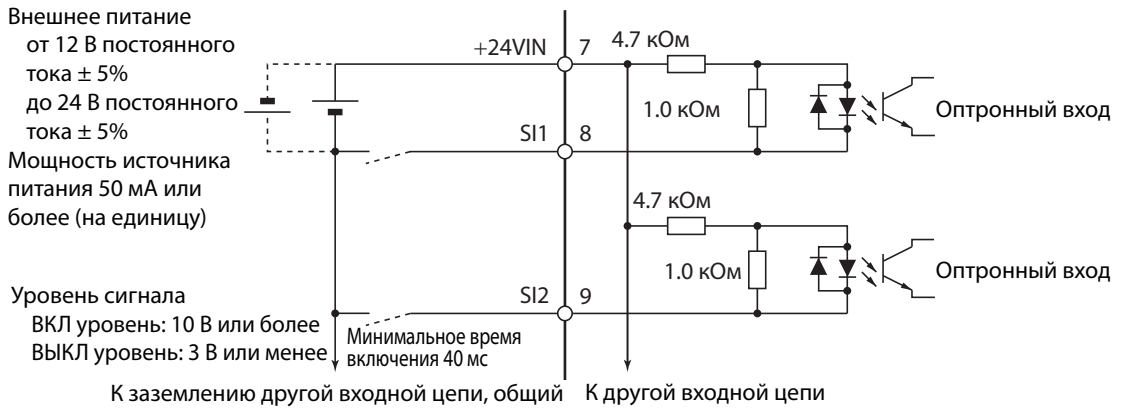 Внешнее питание
от 12 В постоянного
тока ± 5%
до 24 В постоянного
тока ± 5%
Мощность источника
питания 50 мА или
более (на единицу)
+24VIN
7
4.7 кОм
1.0 кОм
Оптронный вход
SI1
8
4.7 кОм
1.0 кОм
Оптронный вход
SI2
9
Уровень сигнала
ВКЛ уровень: 10 В или более
ВЫКЛ уровень: 3 В или менее
Минимальное время
включения 40 мс
К заземлению другой входной цепи, общий
К другой входной цепи